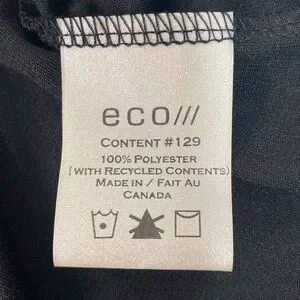 eco///
CONTENT #129
100% POLYESTER
(WITH RECYCLED CONTENTS)
MADE IN / FAIT AU
CANADA